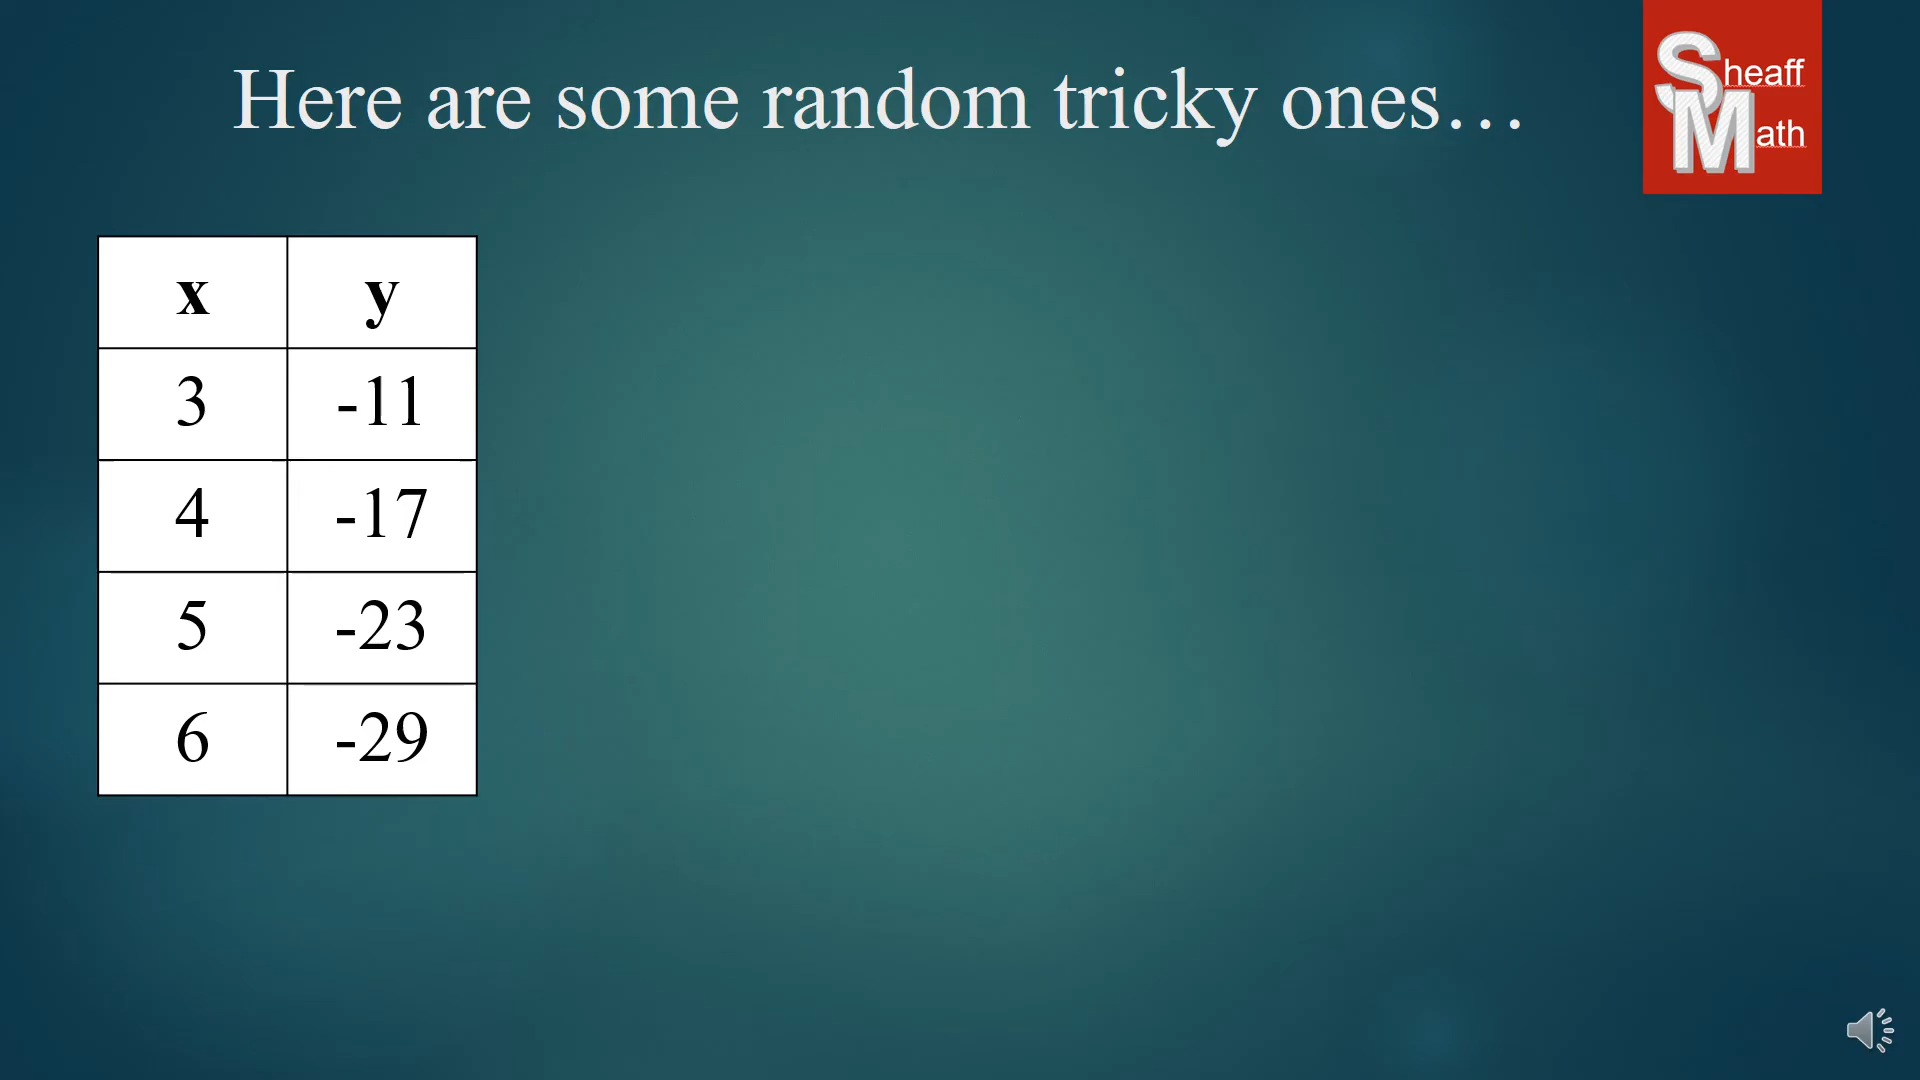 Here are some random tricky ones…
Sheaff
Math
x y
3 -11
4 -17
5 -23
6 -29